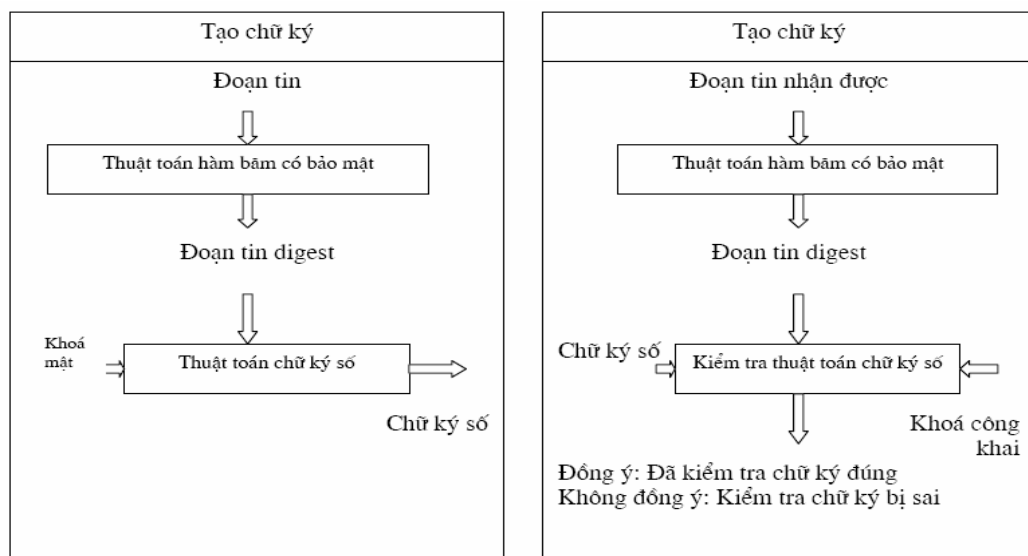 Tạo chữ ký
Đoạn tin
Thuật toán hàm băm có bảo mật
Đoạn tin digest
Khoá
mật
Thuật toán chữ ký số
Chữ ký số
Tạo chữ ký
Đoạn tin nhận được
Thuật toán hàm băm có bảo mật
Đoạn tin digest
Chữ ký số
Kiểm tra thuật toán chữ ký số
Khoá công
khai
Đồng ý: Đã kiểm tra chữ ký đúng
Không đồng ý: Kiểm tra chữ ký bị sai